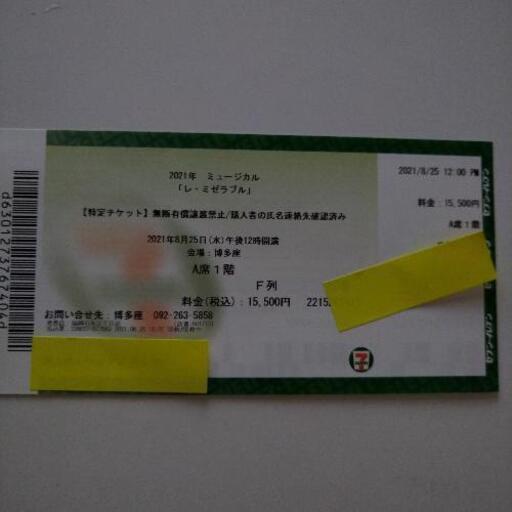 2021年 ミュージカル
「レ・ミゼラブル」
【特定チケット】無断有償譲渡禁止/購入者の氏名連絡先確認済み
2021年8月25日(水)午後12時開演
会場:博多座
A席1階
F列
料金(税込):15,500円 2215
お問い合せ先:博多座 092-263-5858
2021/8/25 12:00 PM
料金:15,500円
A席1階
d6301273767404d